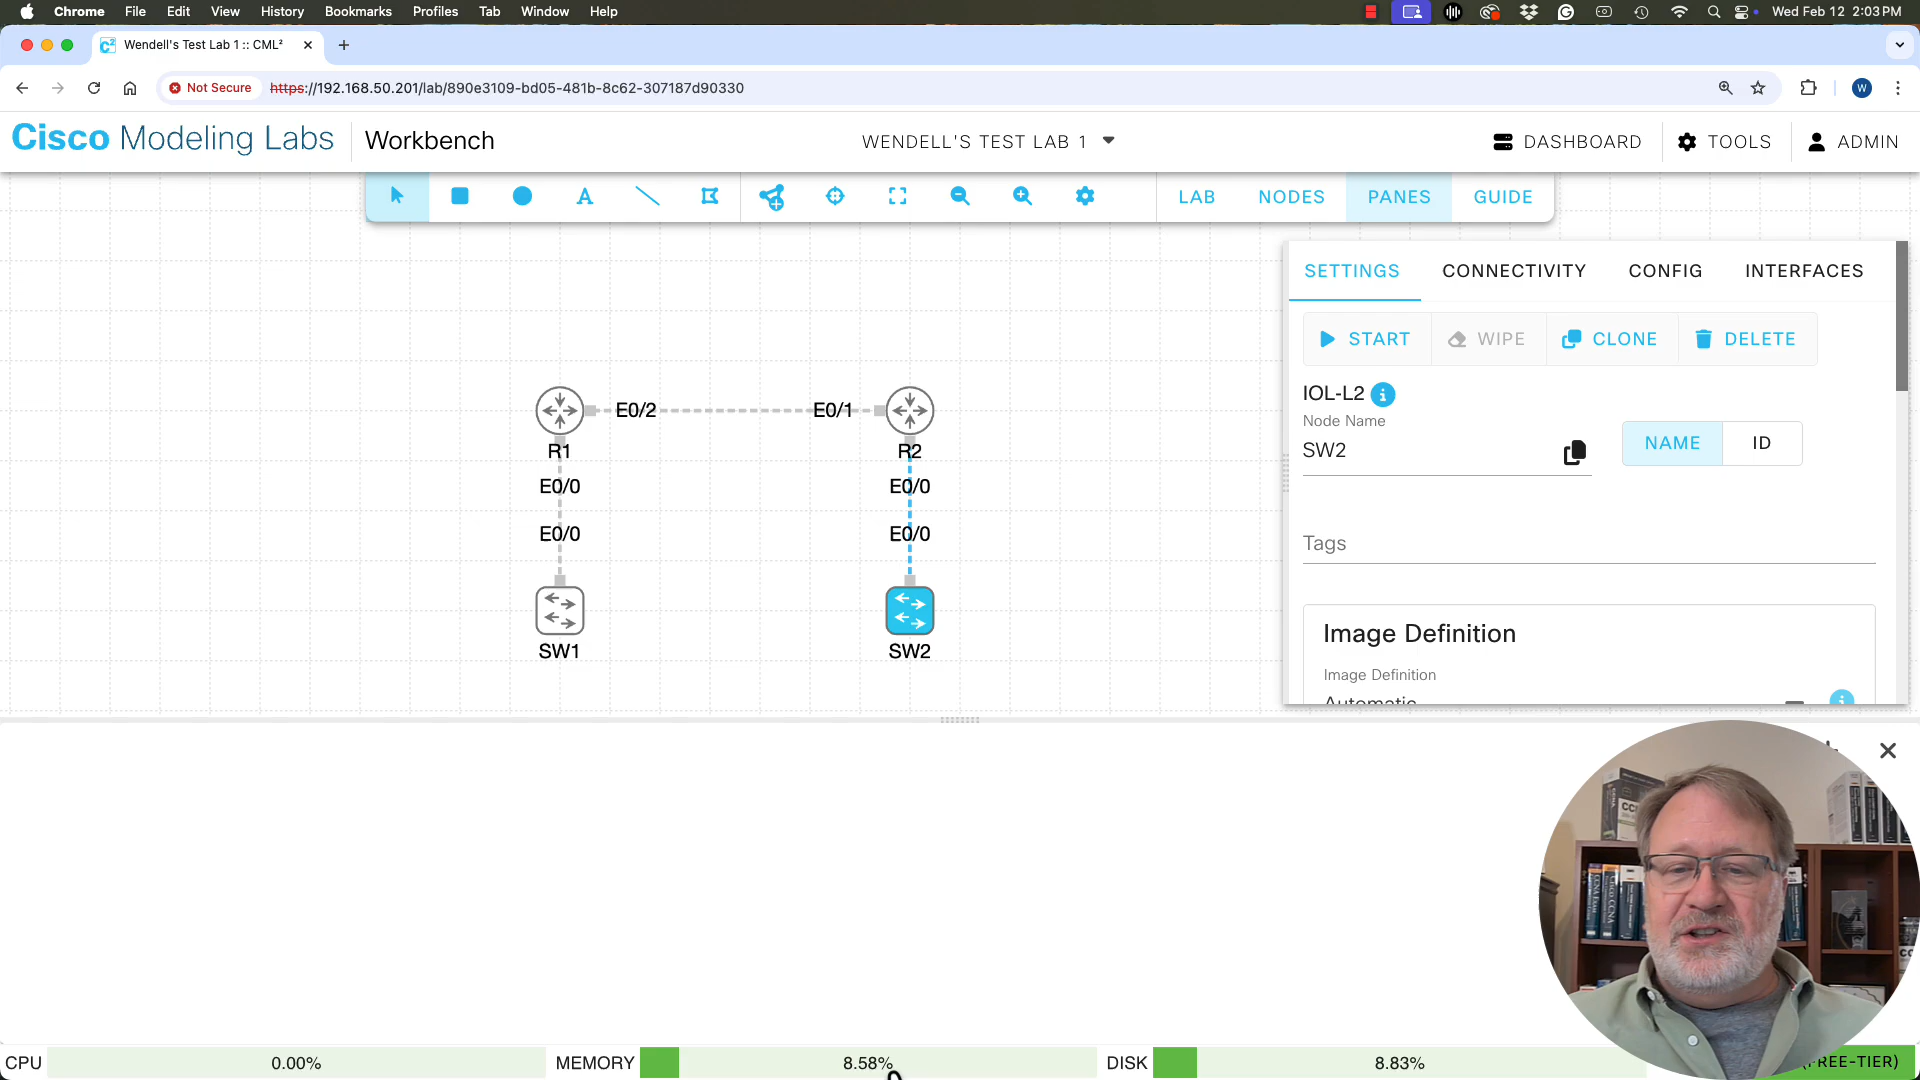 Chrome File Edit View History Bookmarks Profiles Tab Window Help Wed Feb 12 2:03 PM
Wendell's Test Lab 1 :: CML²
Not Secure https://192.168.50.201/lab/890e3109-bd05-481b-8c62-307187d90330 W
Cisco Modeling Labs Workbench WENDELL'S TEST LAB 1 DASHBOARD TOOLS ADMIN
A LAB NODES PANES GUIDE
SETTINGS CONNECTIVITY CONFIG INTERFACES
START WIPE CLONE DELETE
IOL-L2
Node Name
SW2
NAME ID
Tags
Image Definition
Image Definition
Automatic
E0/2 E0/1
R1 R2
E0/0 E0/0
E0/0 E0/0
SW1 SW2
CPU 0.00% MEMORY 8.58% DISK 8.83% (FREE-TIER)